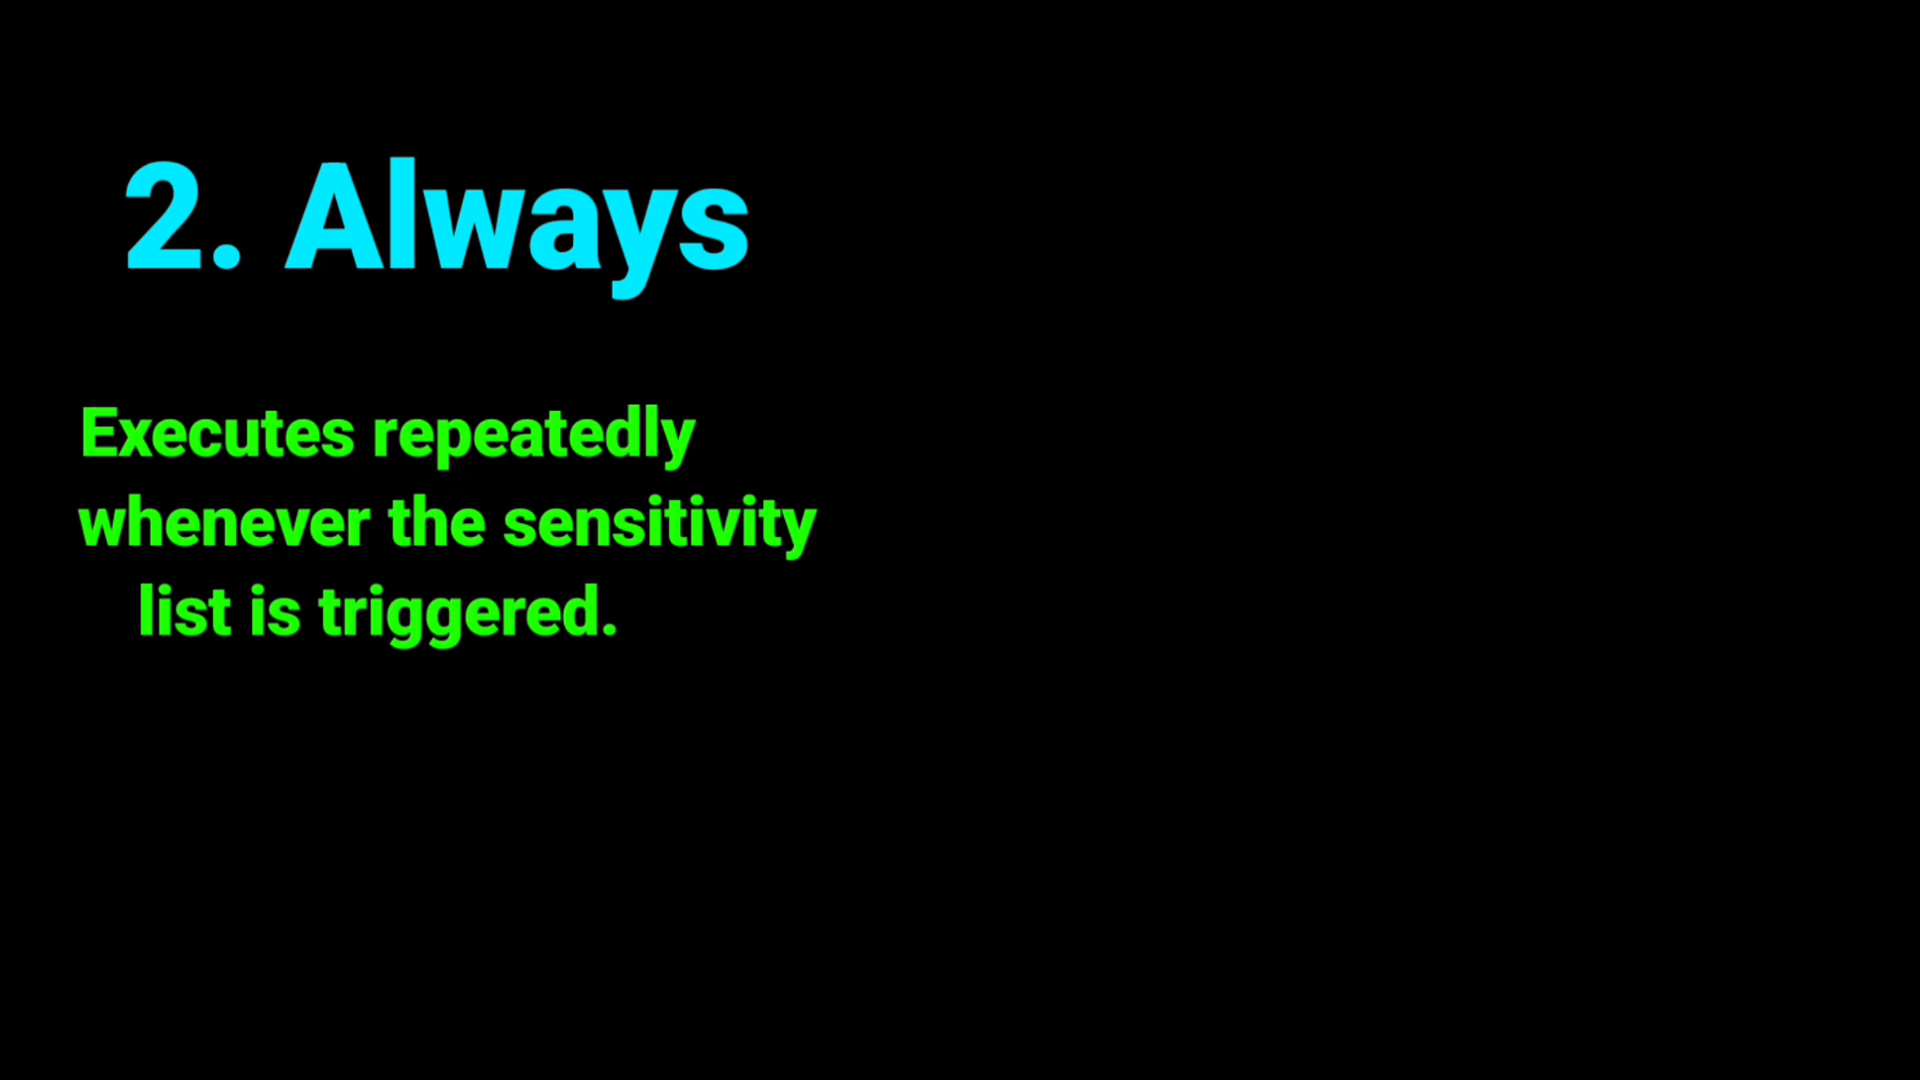 2. Always
Executes repeatedly
whenever the sensitivity
list is triggered.